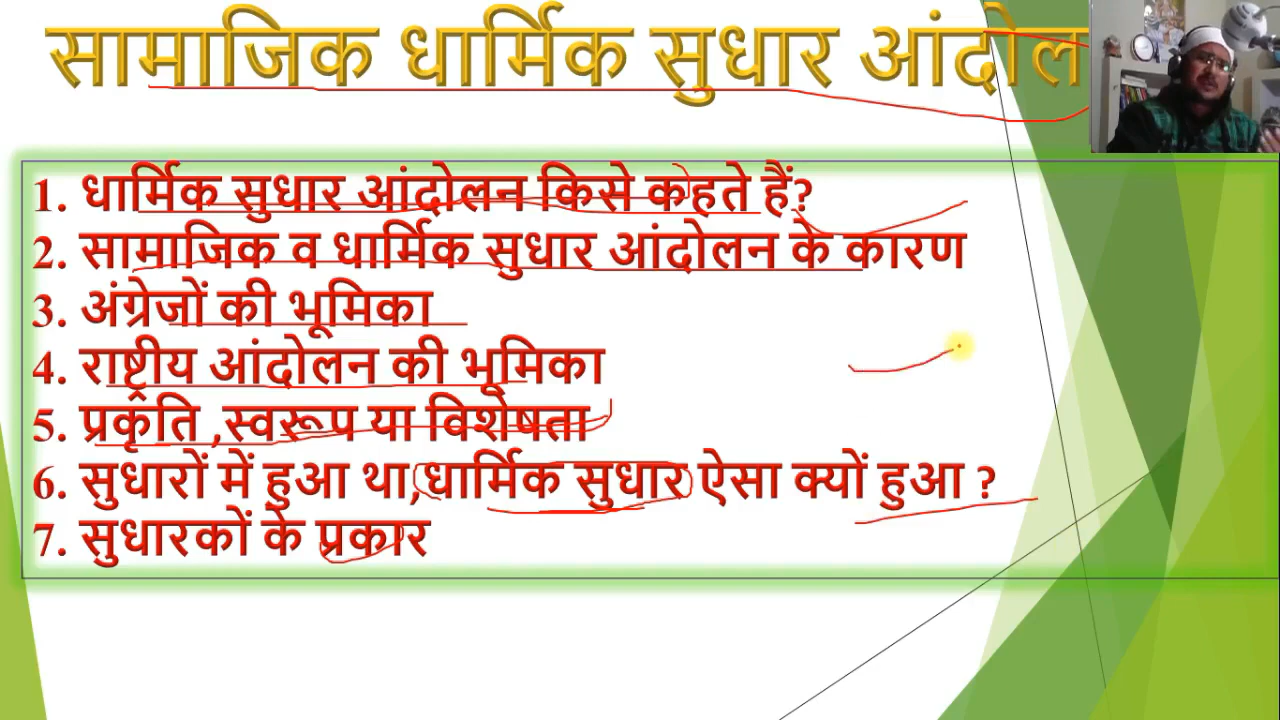 सामाजिक धार्मिक सुधार आंदोल
1. धार्मिक सुधार आंदोलन किसे कहते हैं?
2. सामाजिक व धार्मिक सुधार आंदोलन के कारण
3. अंग्रेजों की भूमिका
4. राष्ट्रीय आंदोलन की भूमिका
5. प्रकृति ,स्वरूप या विशेषता
6. सुधारों में हुआ था,धार्मिक सुधार ऐसा क्यों हुआ ?
7. सुधारकों के प्रकार